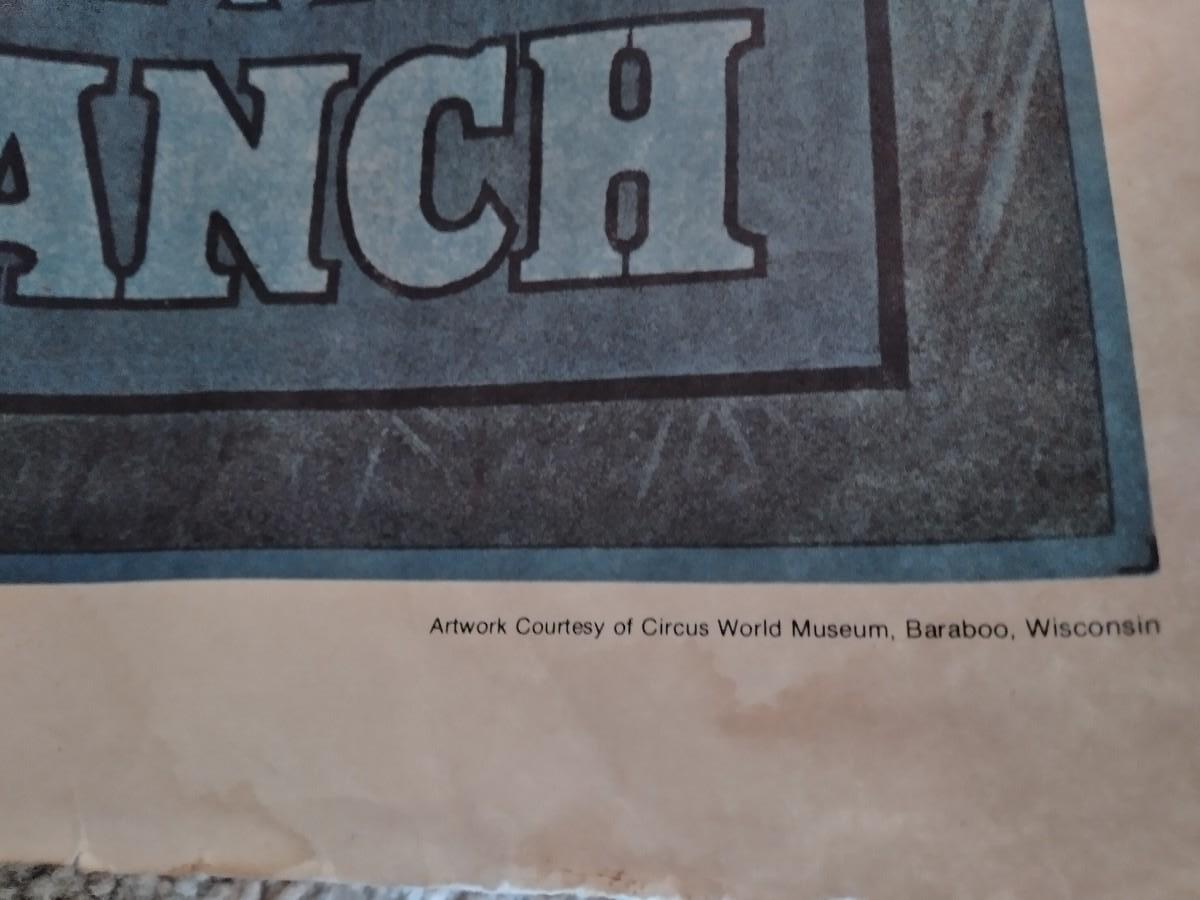 ANCH
Artwork Courtesy of Circus World Museum, Baraboo, Wisconsin